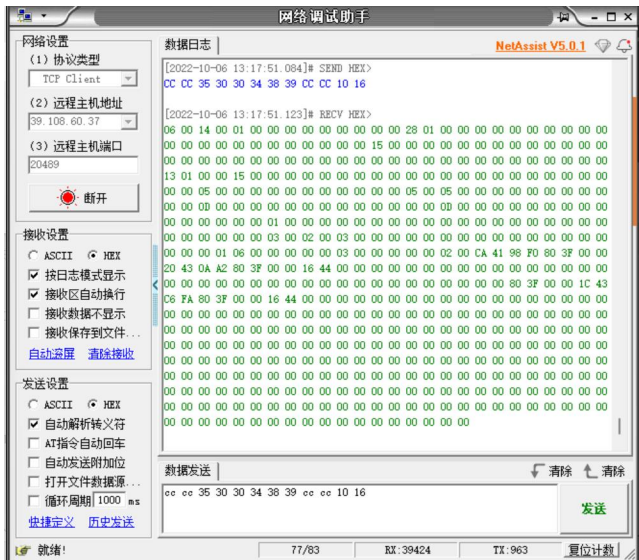 网络调试助手
网络设置
(1) 协议类型
TCP Client
(2) 远程主机地址
39.108.60.37
(3) 远程主机端口
20489
断开
接收设置
ASCII HEX
按日志模式显示
接收区自动换行
接收数据不显示
接收保存到文件...
自动滚屏 清除接收
发送设置
ASCII HEX
自动解析转义符
AT指令自动回车
自动发送附加位
打开文件数据源...
循环周期 1000 ms
快捷定义 历史发送
数据日志
NetAssist V5.0.1
[2022-10-06 13:17:51.084]# SEND HEX>
CC CC 35 30 30 34 38 39 CC CC 10 16
[2022-10-06 13:17:51.123]# RECV HEX>
06 00 14 00 01 00 00 00 00 00 00 00 00 00 28 01 00 00 00 00 00 00 00 00 00 00
00 00 00 00 00 00 00 00 00 00 00 00 15 00 00 00 00 00 00 00 00 00 00 00 00 00
00 00 00 00 00 00 00 00 00 00 00 00 00 00 00 00 00 00 00 00 00 00 00 00 00 00
13 01 00 00 15 00 00 00 00 00 00 00 00 00 00 00 00 00 00 00 00 00 00 00 00 00
00 00 05 00 00 00 00 00 00 00 00 00 00 00 05 00 05 00 00 00 00 00 00 00 00 00
00 00 0D 00 00 00 00 00 00 00 00 00 00 00 00 00 0D 00 00 00 00 00 00 00 00 00
00 00 00 00 00 00 01 00 00 00 00 00 00 00 00 00 00 00 00 00 00 00 00 00 00 00
00 00 00 00 00 00 03 00 02 00 03 00 00 00 00 00 00 00 00 00 00 00 00 00 00 00
00 00 00 01 06 00 00 00 00 00 03 00 00 00 00 00 02 00 CA 41 98 F0 80 3F 00 00
20 43 0A A2 80 3F 00 00 16 44 00 00 00 00 00 00 00 00 00 00 00 00 00 00 00 00
00 00 00 00 00 00 00 00 00 00 00 00 00 00 00 00 00 00 00 00 80 3F 00 00 1C 43
C6 FA 80 3F 00 00 16 44 00 00 00 00 00 00 00 00 00 00 00 00 00 00 00 00 00 00
00 00 00 00 00 00 00 00 00 00 00 00 00 00 00 00 00 00 00 00 00 00 00 00 00 00
00 00 00 00 00 00 00 00 00 00 00 00 00 00 00 00 00 00 00 00 00 00 00 00 00 00
00 00 00 00 00 00 00 00 00 00 00 00 00 00 00 00 00 00 00 00 00 00 00 00 00 00
00 00 00 00 00 00 00 00 00 00 00 00 00 00 00 00 00 00 00 00 00 00 00 00 00 00
00 00 00 00 00 00 00 00 00 00 00 00 00 00 00 00 00 00 00 00 00 00 00 00 00 00
00 00 00 00 00 00 00 00 00 00 00 00 00 00 00 00 00 00 00 00 00 00 00 00 00 00
00 00 00 00 00 00 00 00 00 00 00 00 00 00 00 00 00 00 00 00 00 00 00 00 00 00
00 00 00 00 00 00 00 00 00 00 00 00 00 00 00 00 00 00
数据发送
清除 清除
cc cc 35 30 30 34 38 39 cc cc 10 16
发送
就绪!
77/83
RX:39424
TX:963
复位计数